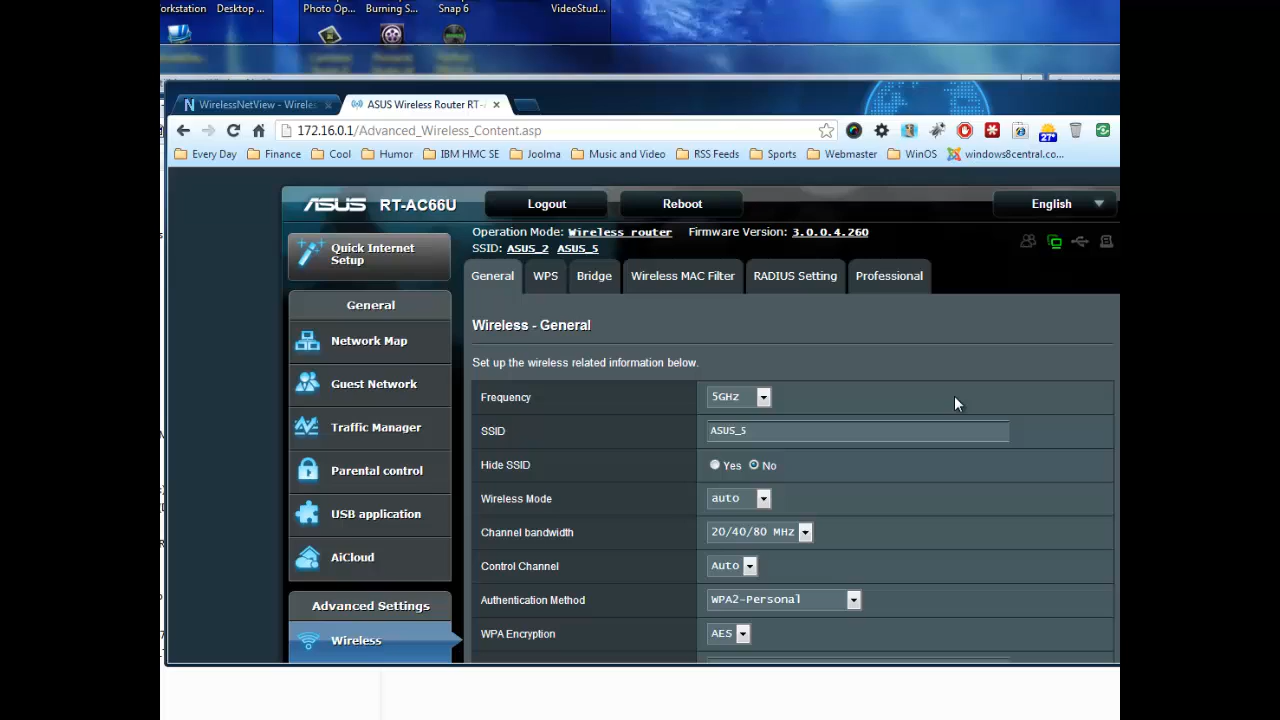 orkstation Desktop ... Photo Op... Burning S... Snap 6 VideoStud...
WirelessNetView - Wireles
ASUS Wireless Router RT-
172.16.0.1/Advanced_Wireless_Content.asp
27°
Every Day Finance Cool Humor IBM HMC SE Joolma Music and Video RSS Feeds Sports Webmaster WinOS windows8central.co...
ASUS RT-AC66U Logout Reboot English
Quick Internet Setup
Operation Mode: Wireless router Firmware Version: 3.0.0.4.260
SSID: ASUS_2 ASUS_5
General WPS Bridge Wireless MAC Filter RADIUS Setting Professional
General
Network Map
Guest Network
Traffic Manager
Parental control
USB application
AiCloud
Advanced Settings
Wireless
Wireless - General
Set up the wireless related information below.
Frequency 5GHz
SSID ASUS_5
Hide SSID Yes No
Wireless Mode auto
Channel bandwidth 20/40/80 MHz
Control Channel Auto
Authentication Method WPA2-Personal
WPA Encryption AES